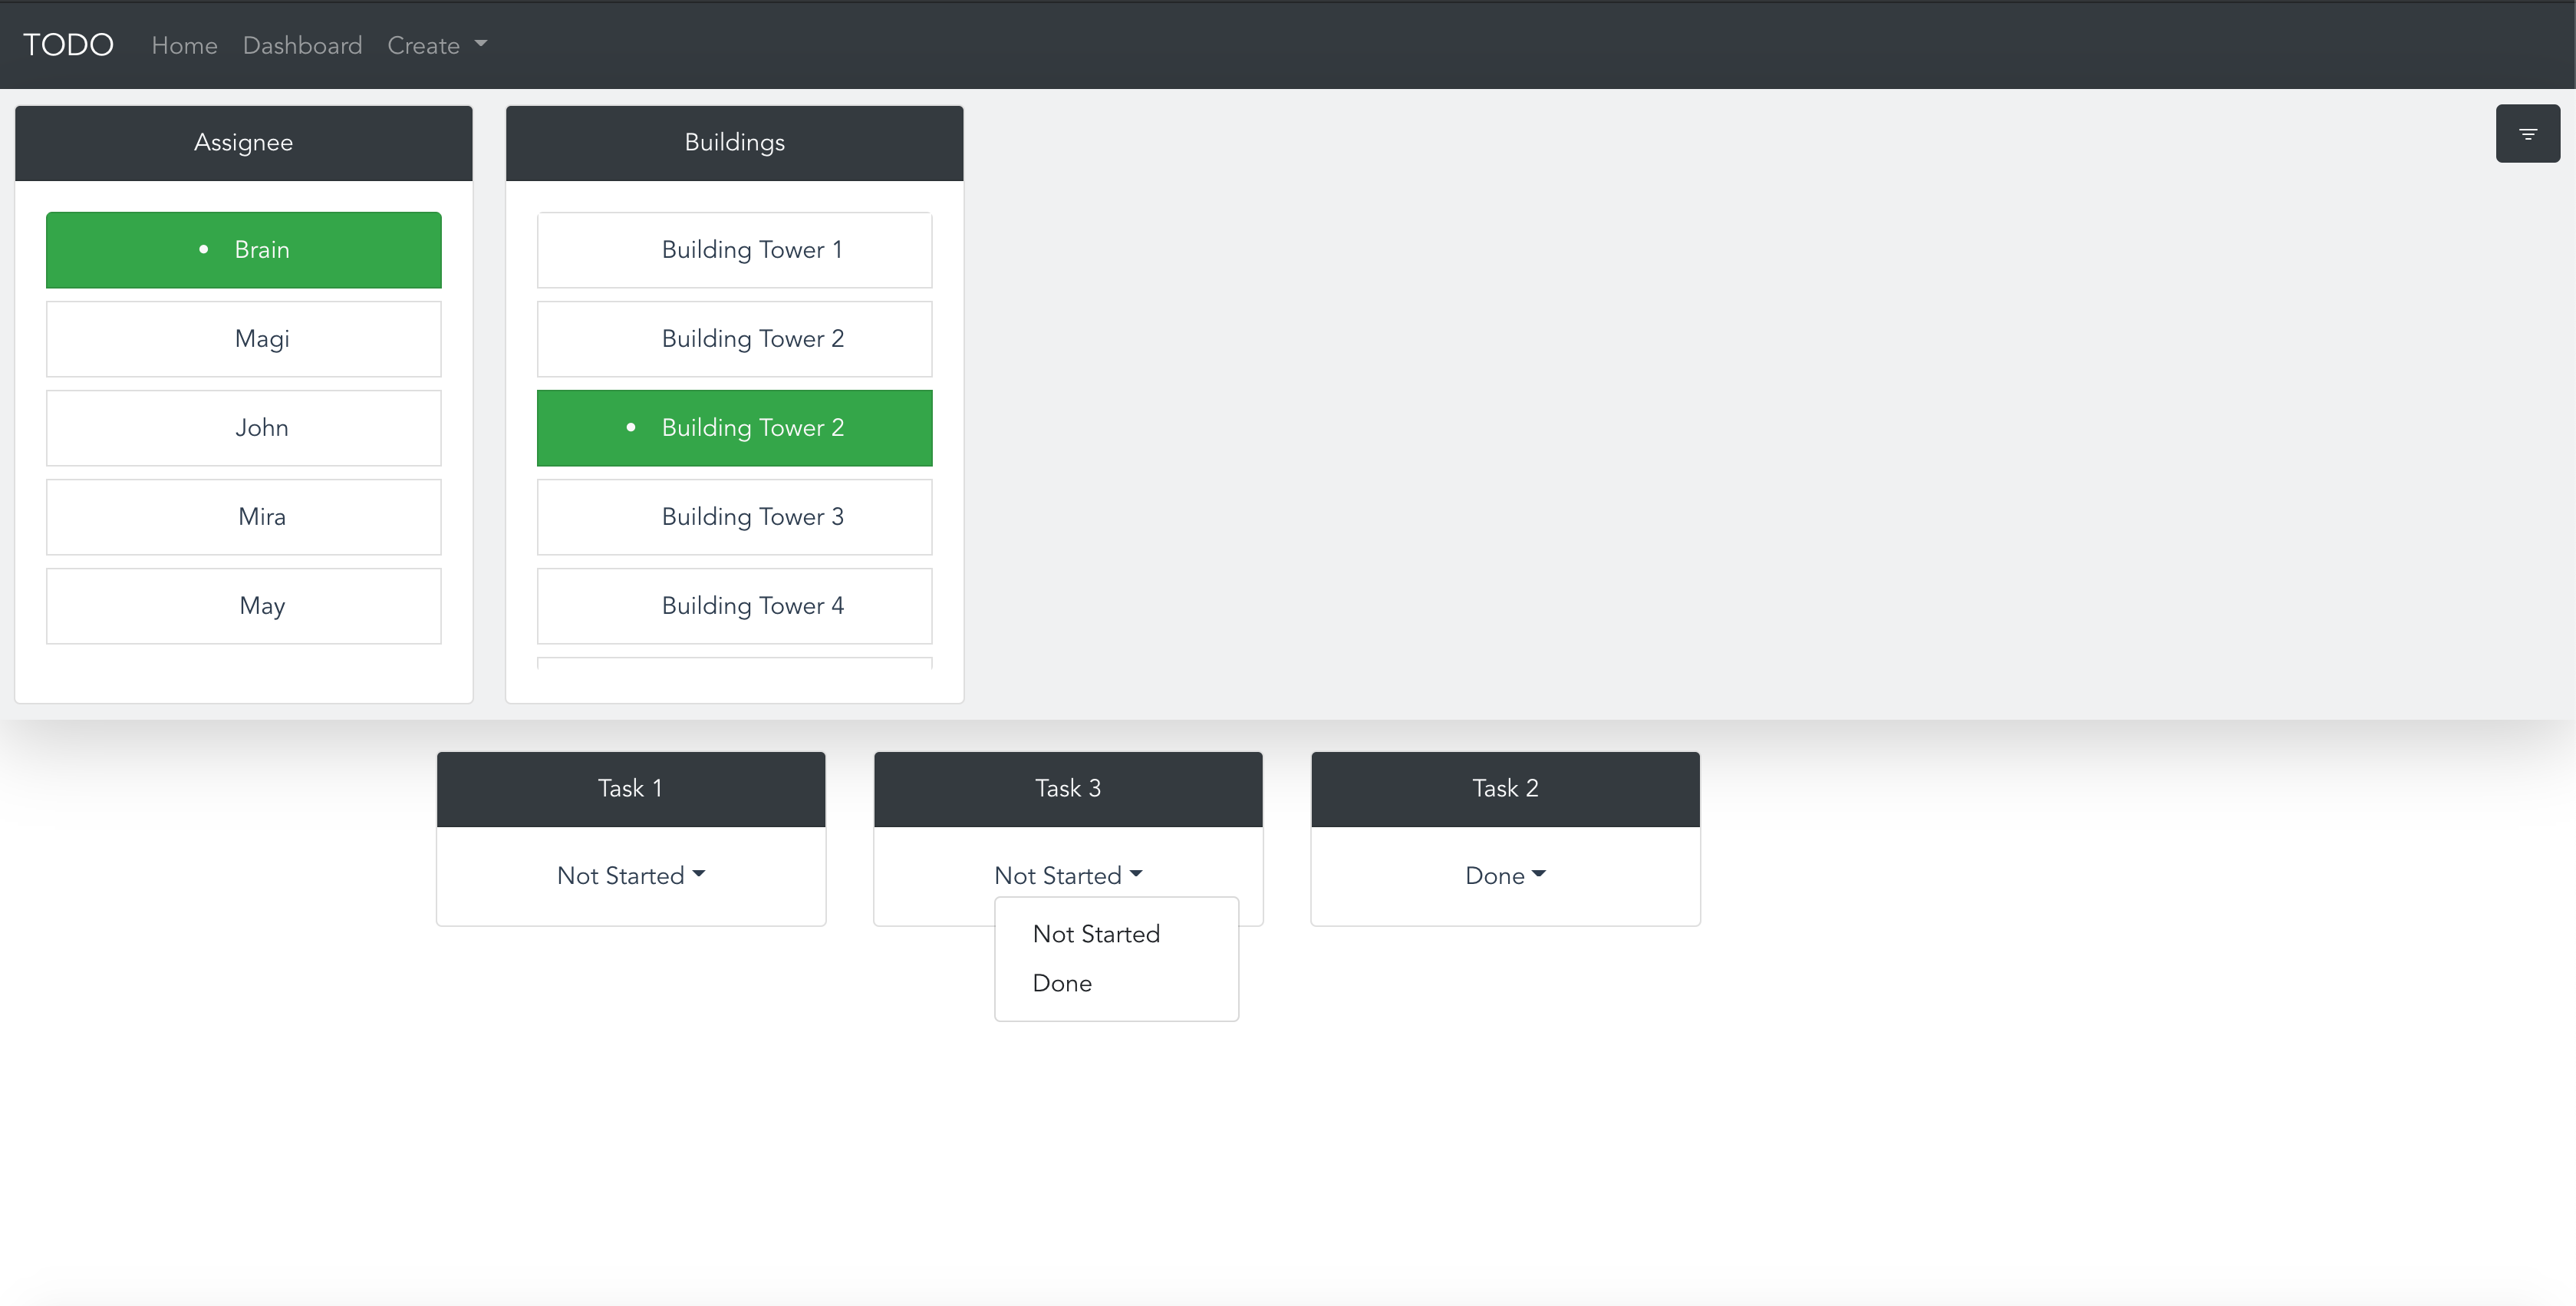 TODO Home Dashboard Create
Assignee
Brain
Magi
John
Mira
May
Buildings
Building Tower 1
Building Tower 2
Building Tower 2
Building Tower 3
Building Tower 4
Task 1
Not Started
Task 3
Not Started
Not Started
Done
Task 2
Done